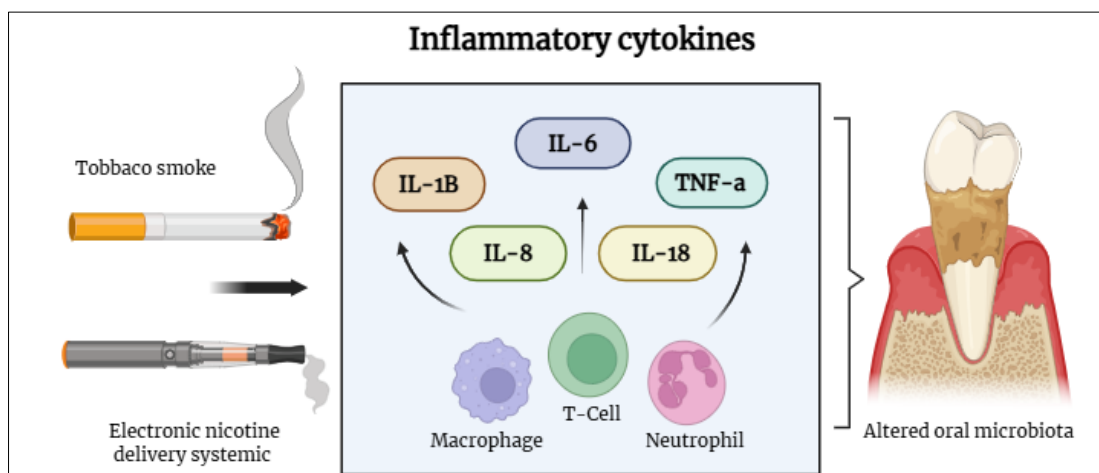 Inflammatory cytokines
Tobbaco smoke
Electronic nicotine
delivery systemic
IL-6
IL-1B
TNF-a
IL-8
IL-18
T-Cell
Macrophage
Neutrophil
Altered oral microbiota